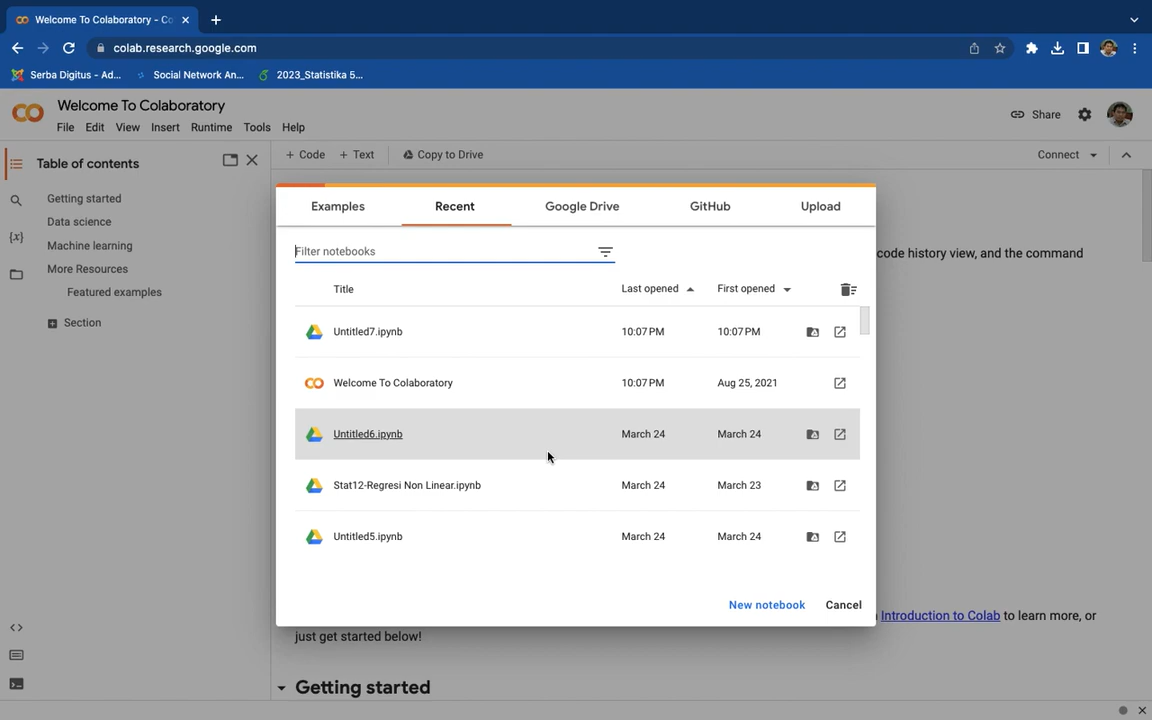 Welcome To Colaboratory - Co
colab.research.google.com
Serba Digitus - Ad...
Social Network An...
2023_Statistika 5...
Welcome To Colaboratory
File Edit View Insert Runtime Tools Help
Share
Table of contents
+ Code + Text Copy to Drive
Connect
Getting started
Data science
Machine learning
More Resources
Featured examples
Section
Examples Recent Google Drive GitHub Upload
Filter notebooks
code history view, and the command
Title Last opened First opened
Untitled7.ipynb 10:07 PM 10:07 PM
Welcome To Colaboratory 10:07 PM Aug 25, 2021
Untitled6.ipynb March 24 March 24
Stat12-Regresi Non Linear.ipynb March 24 March 23
Untitled5.ipynb March 24 March 24
New notebook Cancel
Introduction to Colab to learn more, or
just get started below!
Getting started